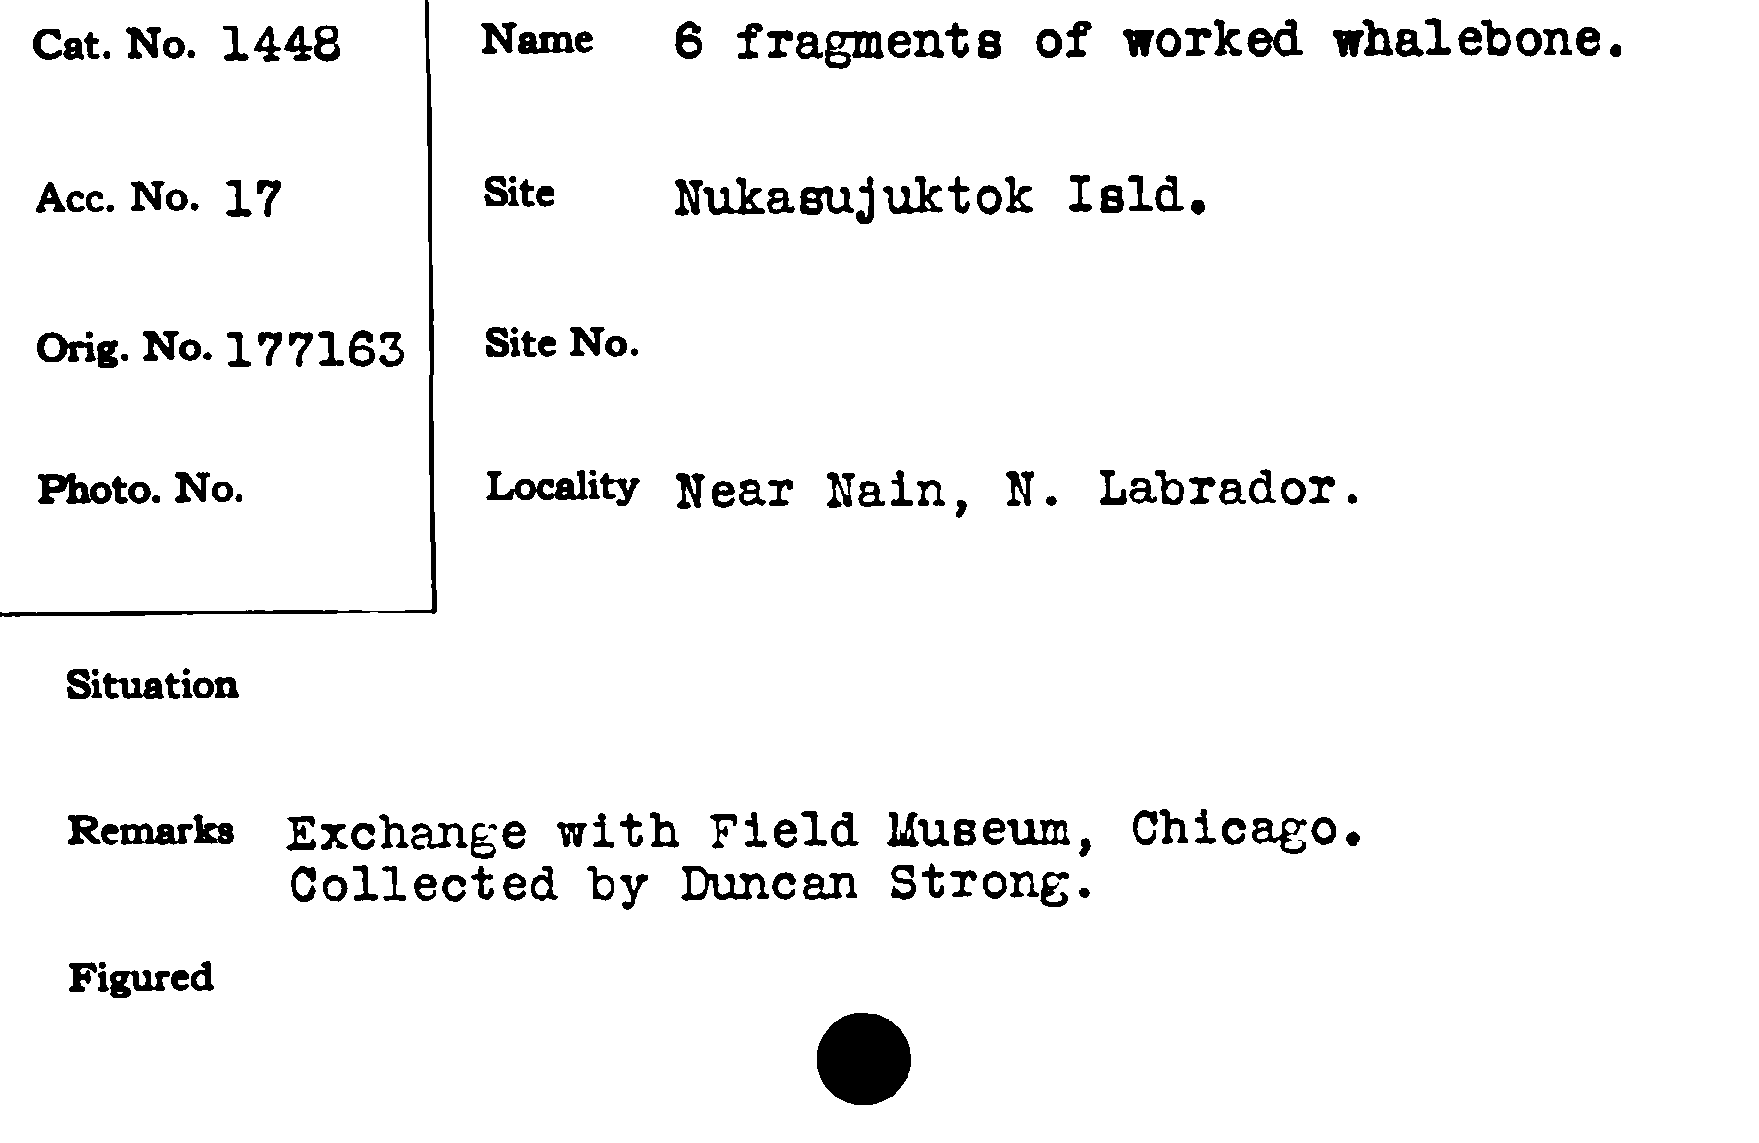 Cat. No. 1448
Name 6 fragments of worked whalebone.
Acc. No. 17
Site Nukasujuktok Isld.
Orig. No. 177163
Site No.
Photo. No.
Locality Near Nain, N. Labrador.
Situation
Remarks Exchange with Field Museum, Chicago.
Collected by Duncan Strong.
Figured